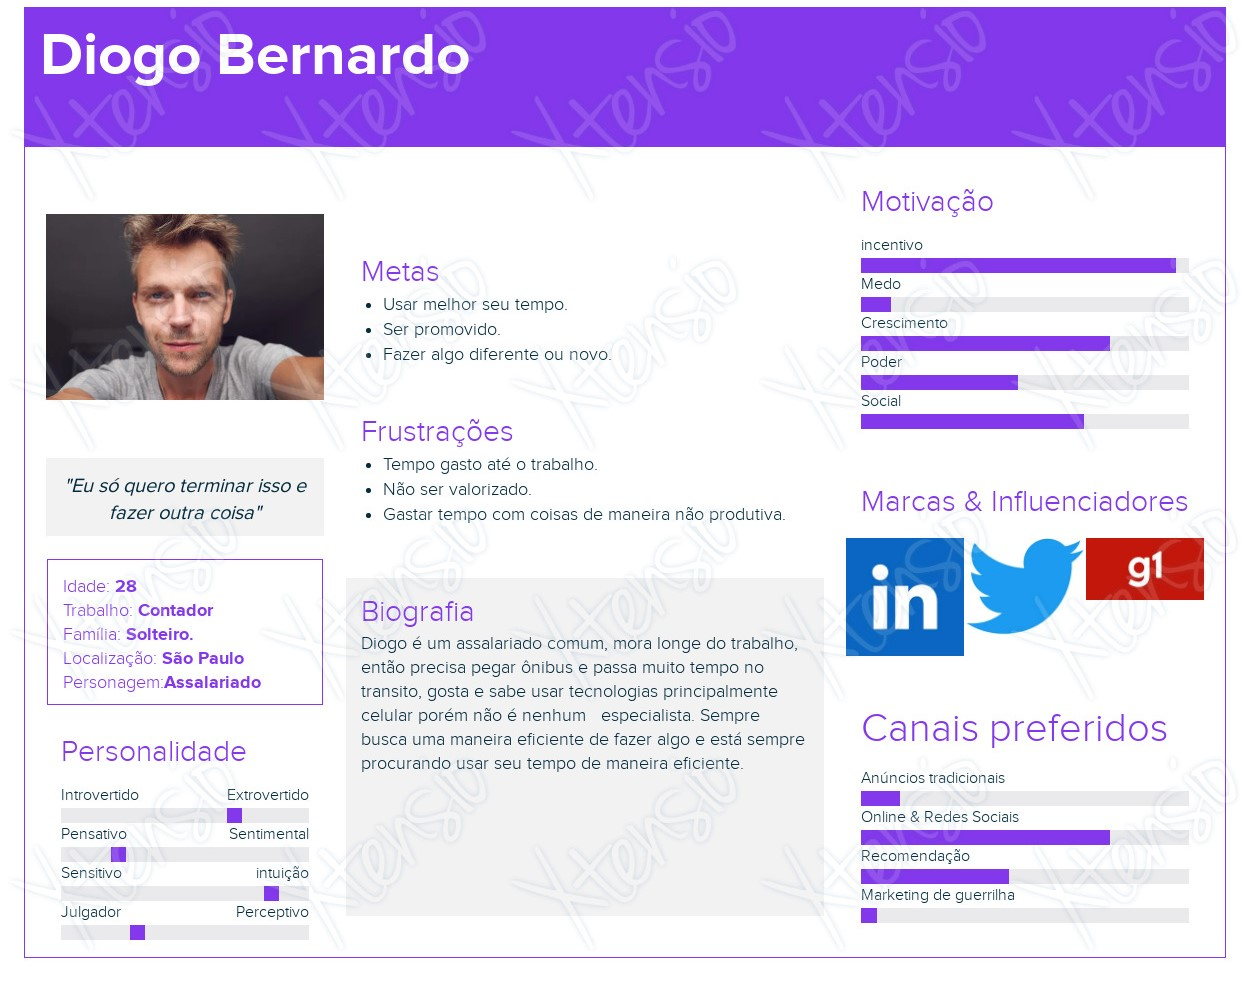 Diogo Bernardo
"Eu só quero terminar isso e
fazer outra coisa"
Idade: 28
Trabalho: Contador
Família: Solteiro.
Localização: São Paulo
Personagem:Assalariado
Personalidade
Introvertido Extrovertido
Pensativo Sentimental
Sensitivo intuição
Julgador Perceptivo
Metas
Usar melhor seu tempo.
Ser promovido.
Fazer algo diferente ou novo.
Frustrações
Tempo gasto até o trabalho.
Não ser valorizado.
Gastar tempo com coisas de maneira não produtiva.
Biografia
Diogo é um assalariado comum, mora longe do trabalho,
então precisa pegar ônibus e passa muito tempo no
transito, gosta e sabe usar tecnologias principalmente
celular porém não é nenhum especialista. Sempre
busca uma maneira eficiente de fazer algo e está sempre
procurando usar seu tempo de maneira eficiente.
Motivação
incentivo
Medo
Crescimento
Poder
Social
Marcas & Influenciadores
in
g1
Canais preferidos
Anúncios tradicionais
Online & Redes Sociais
Recomendação
Marketing de guerrilha
Xtensio